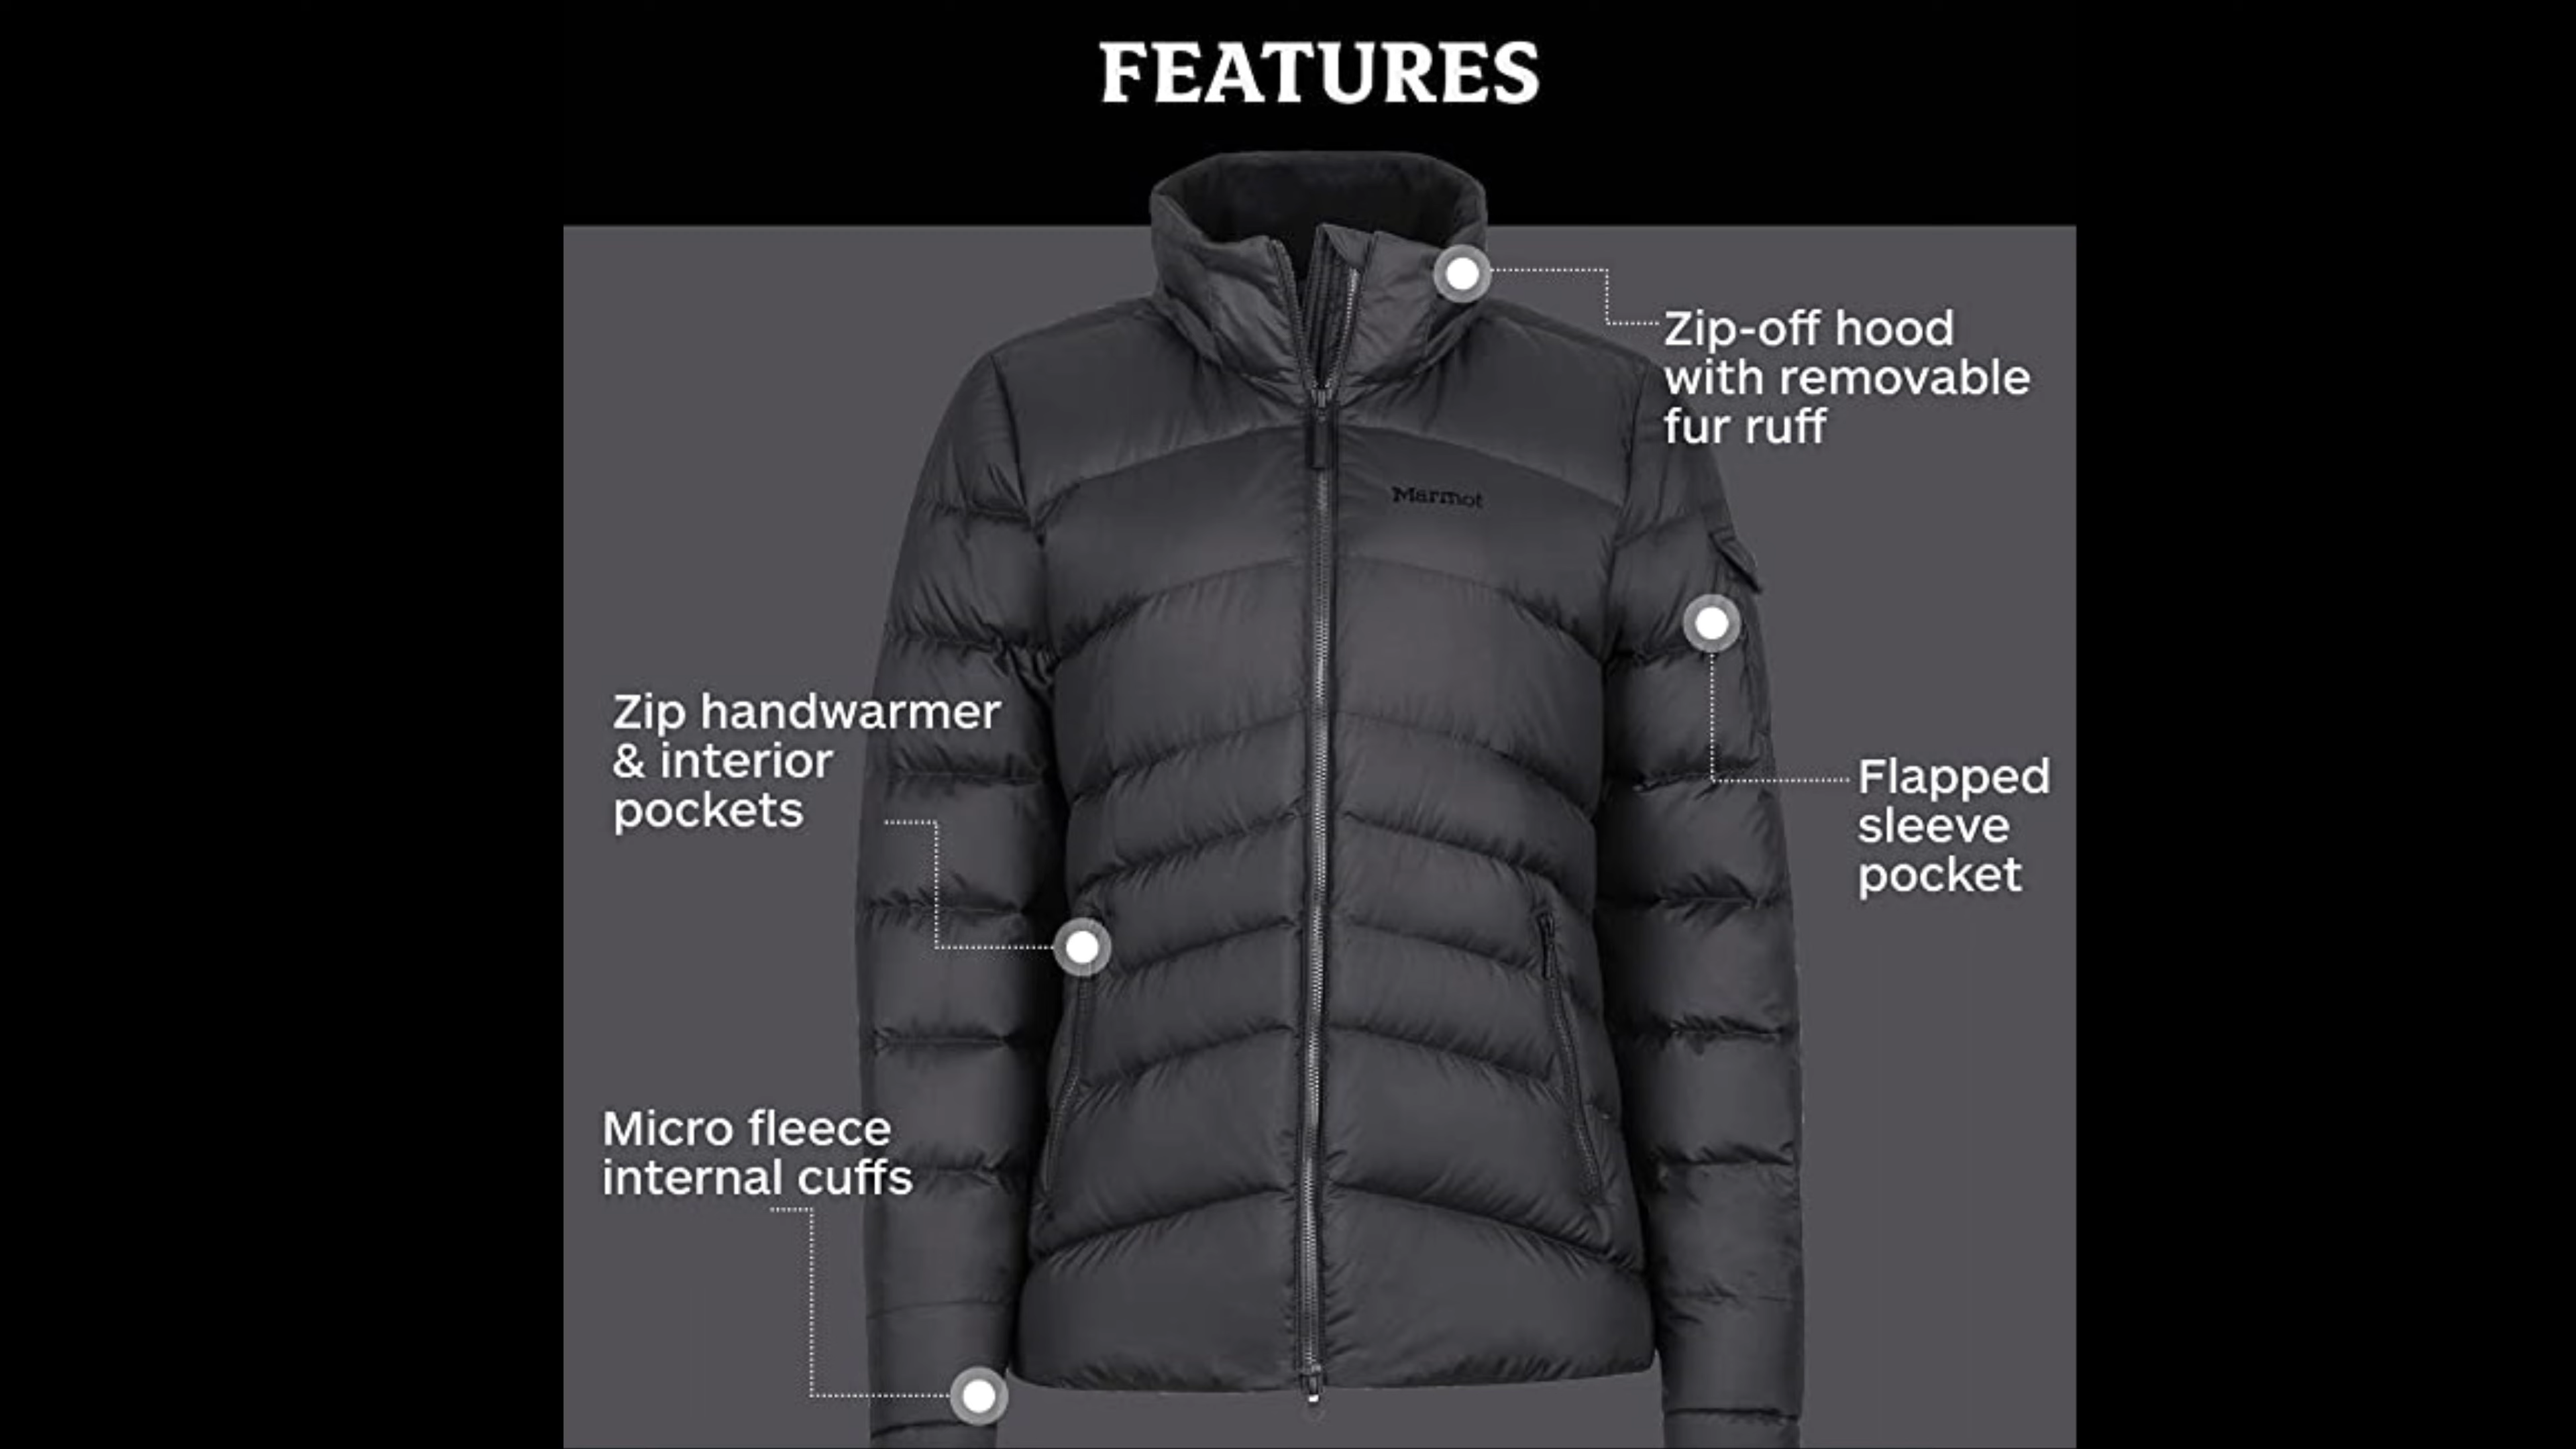 FEATURES
Zip-off hood
with removable
fur ruff
Marmot
Zip handwarmer
& interior
pockets
Flapped
sleeve
pocket
Micro fleece
internal cuffs